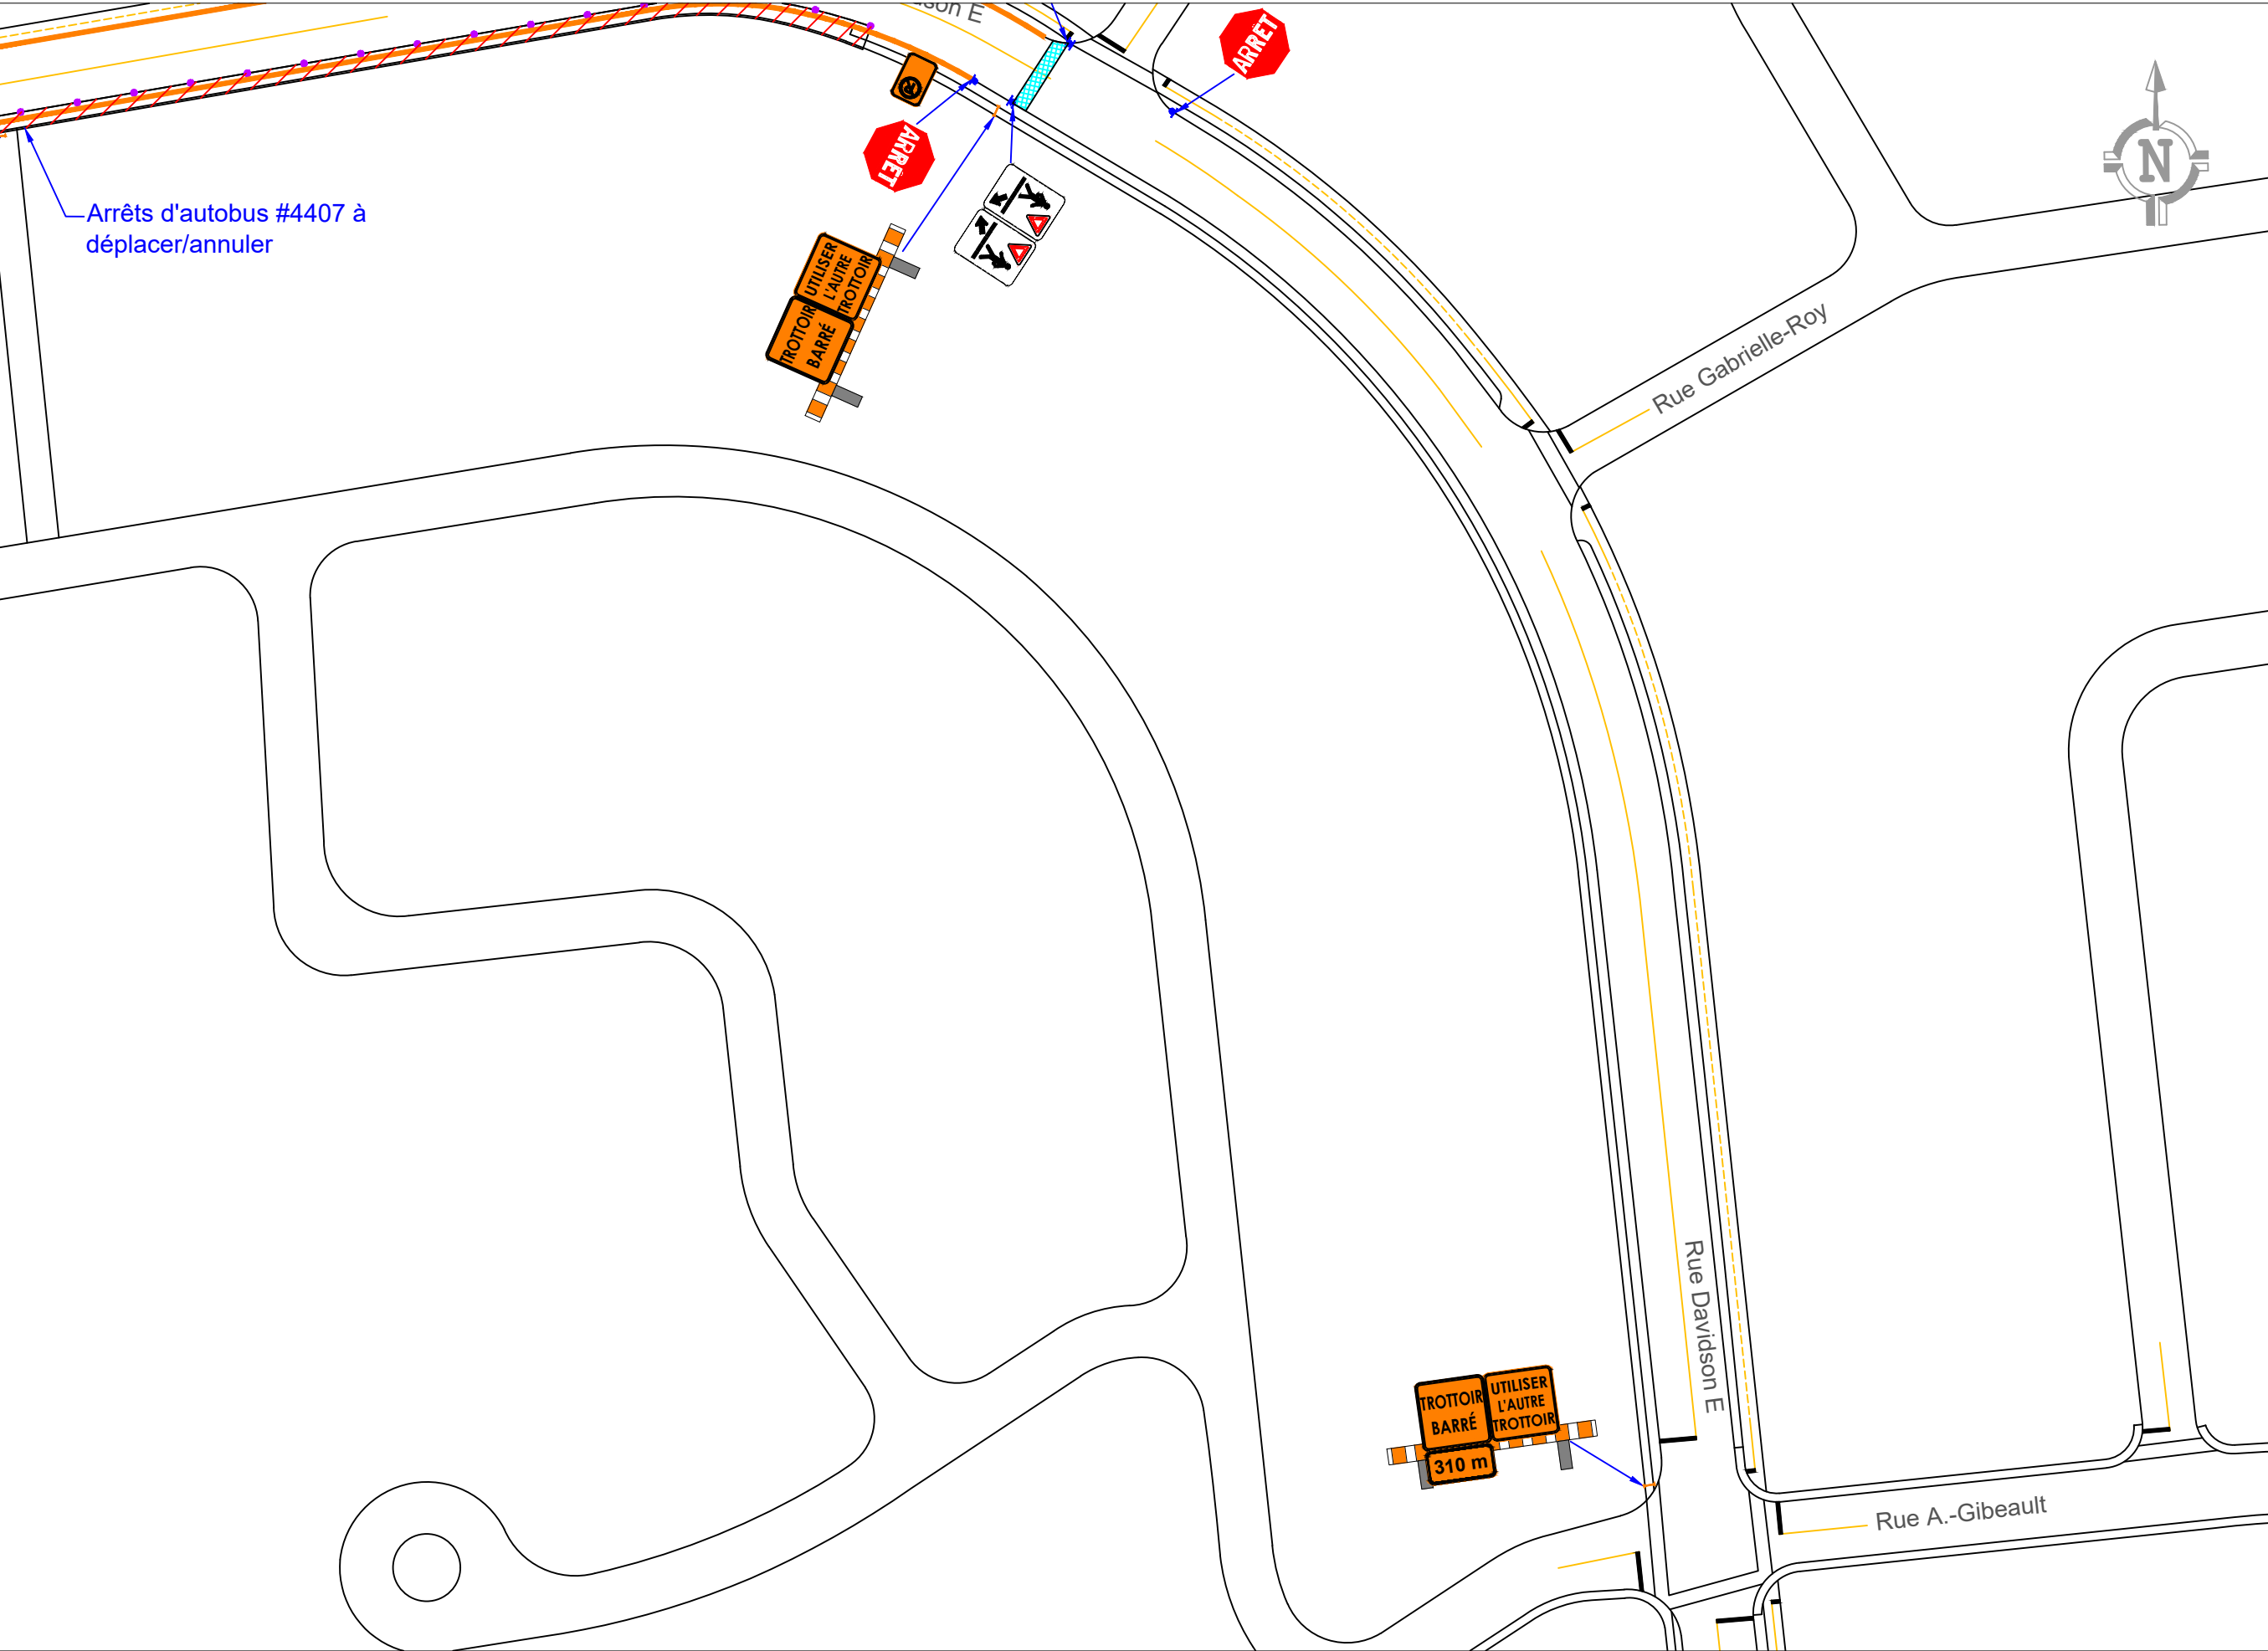 son E
ARRÊT
ARRÊT
N
Arrêts d'autobus #4407 à
déplacer/annuler
UTILISER
L'AUTRE
TROTTOIR
TROTTOIR
BARRÉ
Rue Gabrielle-Roy
Rue Davidson E
TROTTOIR
BARRÉ
UTILISER
L'AUTRE
TROTTOIR
310 m
Rue A.-Gibeault